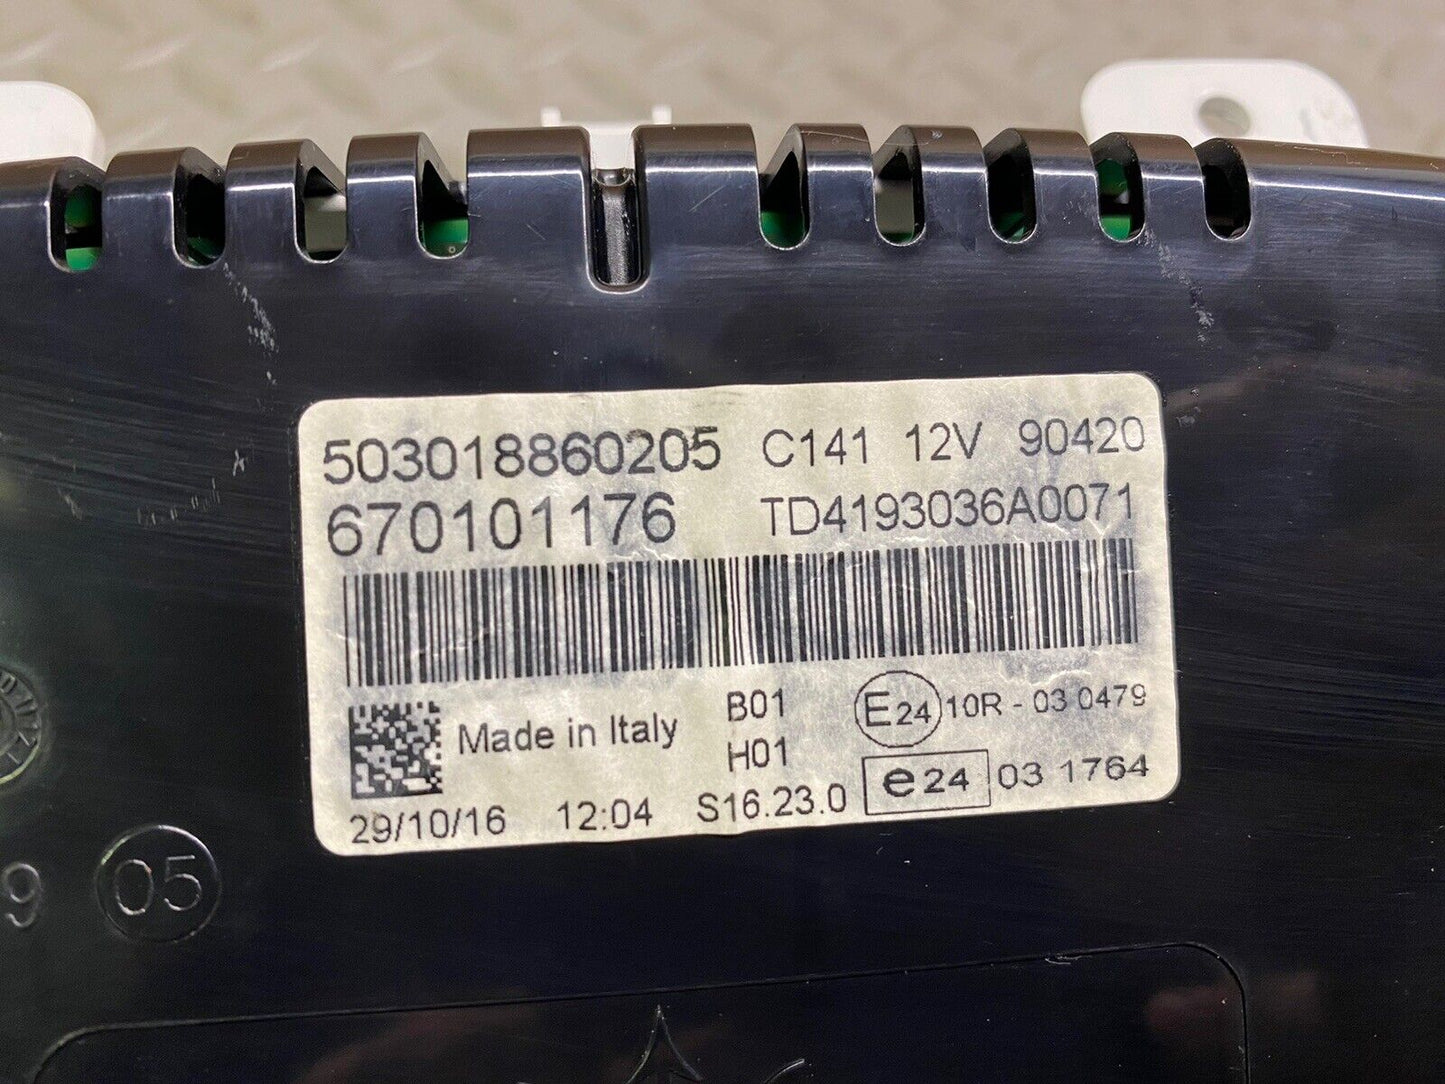 503018860205 C141 12V 90420
670101176 TD4193036A0071
Made in Italy B01 E24 10R - 03 0479
H01 e24 03 1764
29/10/16 12:04 S16.23.0
9 05